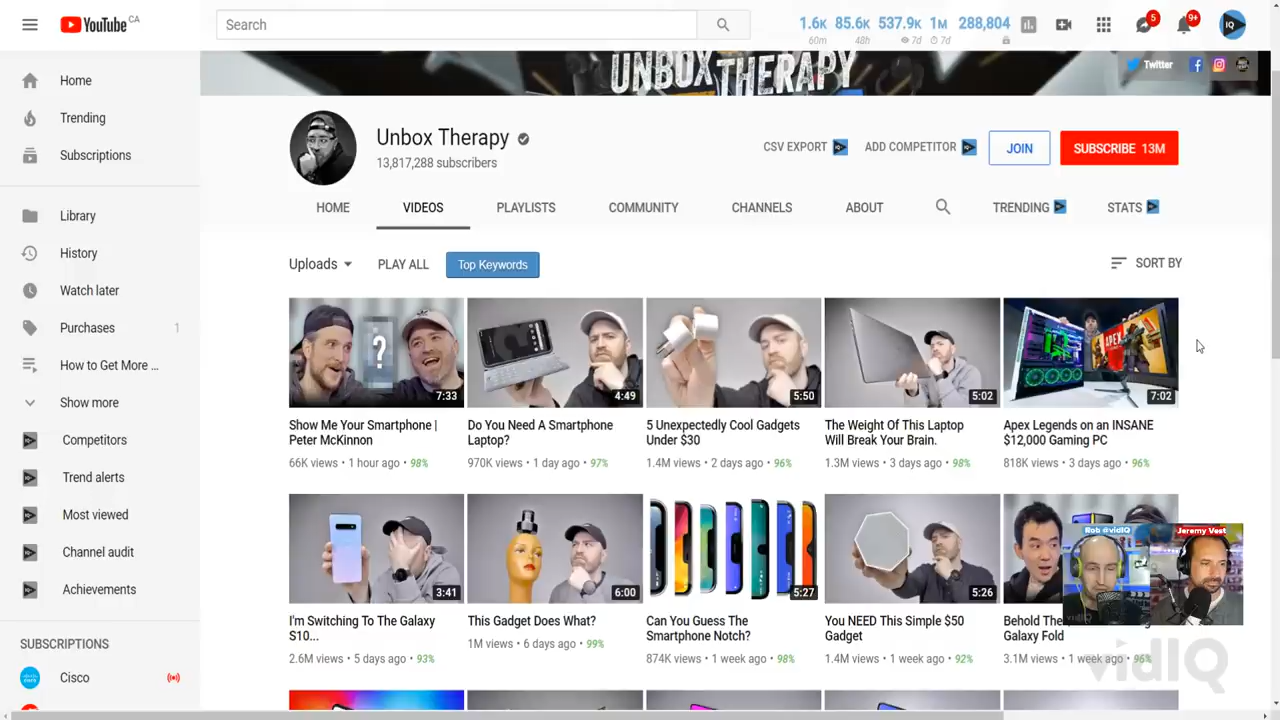 YouTube CA
Search
1.6K 85.6K 537.9K 1M 288,804
60m 48h 7d 7d
5
9+
IQ
UNBOX THERAPY
Twitter
Home
Trending
Subscriptions
Library
History
Watch later
Purchases 1
How to Get More ...
Show more
Competitors
Trend alerts
Most viewed
Channel audit
Achievements
SUBSCRIPTIONS
Cisco
Unbox Therapy
13,817,288 subscribers
CSV EXPORT
ADD COMPETITOR
JOIN
SUBSCRIBE 13M
HOME
VIDEOS
PLAYLISTS
COMMUNITY
CHANNELS
ABOUT
TRENDING
STATS
Uploads
PLAY ALL
Top Keywords
SORT BY
?
7:33
Show Me Your Smartphone |
Peter McKinnon
66K views • 1 hour ago • 98%
4:49
Do You Need A Smartphone
Laptop?
970K views • 1 day ago • 97%
5:50
5 Unexpectedly Cool Gadgets
Under $30
1.4M views • 2 days ago • 96%
5:02
The Weight Of This Laptop
Will Break Your Brain.
1.3M views • 3 days ago • 98%
APEX
7:02
Apex Legends on an INSANE
$12,000 Gaming PC
818K views • 3 days ago • 96%
3:41
I'm Switching To The Galaxy
S10...
2.6M views • 5 days ago • 93%
6:00
This Gadget Does What?
1M views • 6 days ago • 99%
5:27
Can You Guess The
Smartphone Notch?
874K views • 1 week ago • 98%
5:26
You NEED This Simple $50
Gadget
1.4M views • 1 week ago • 92%
Behold The
Galaxy Fold
3.1M views • 1 week ago • 96%
Rob @vidIQ
Jeremy Vest
vidIQ